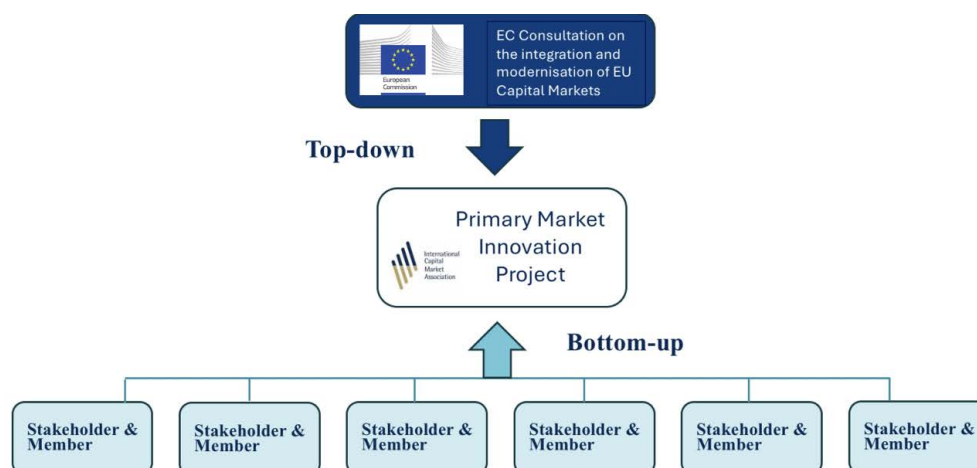 European
Commission
EC Consultation on
the integration and
modernisation of EU
Capital Markets
Top-down
Primary Market
Innovation
Project
International
Capital
Market
Association
Bottom-up
Stakeholder &
Member
Stakeholder &
Member
Stakeholder &
Member
Stakeholder &
Member
Stakeholder &
Member
Stakeholder &
Member